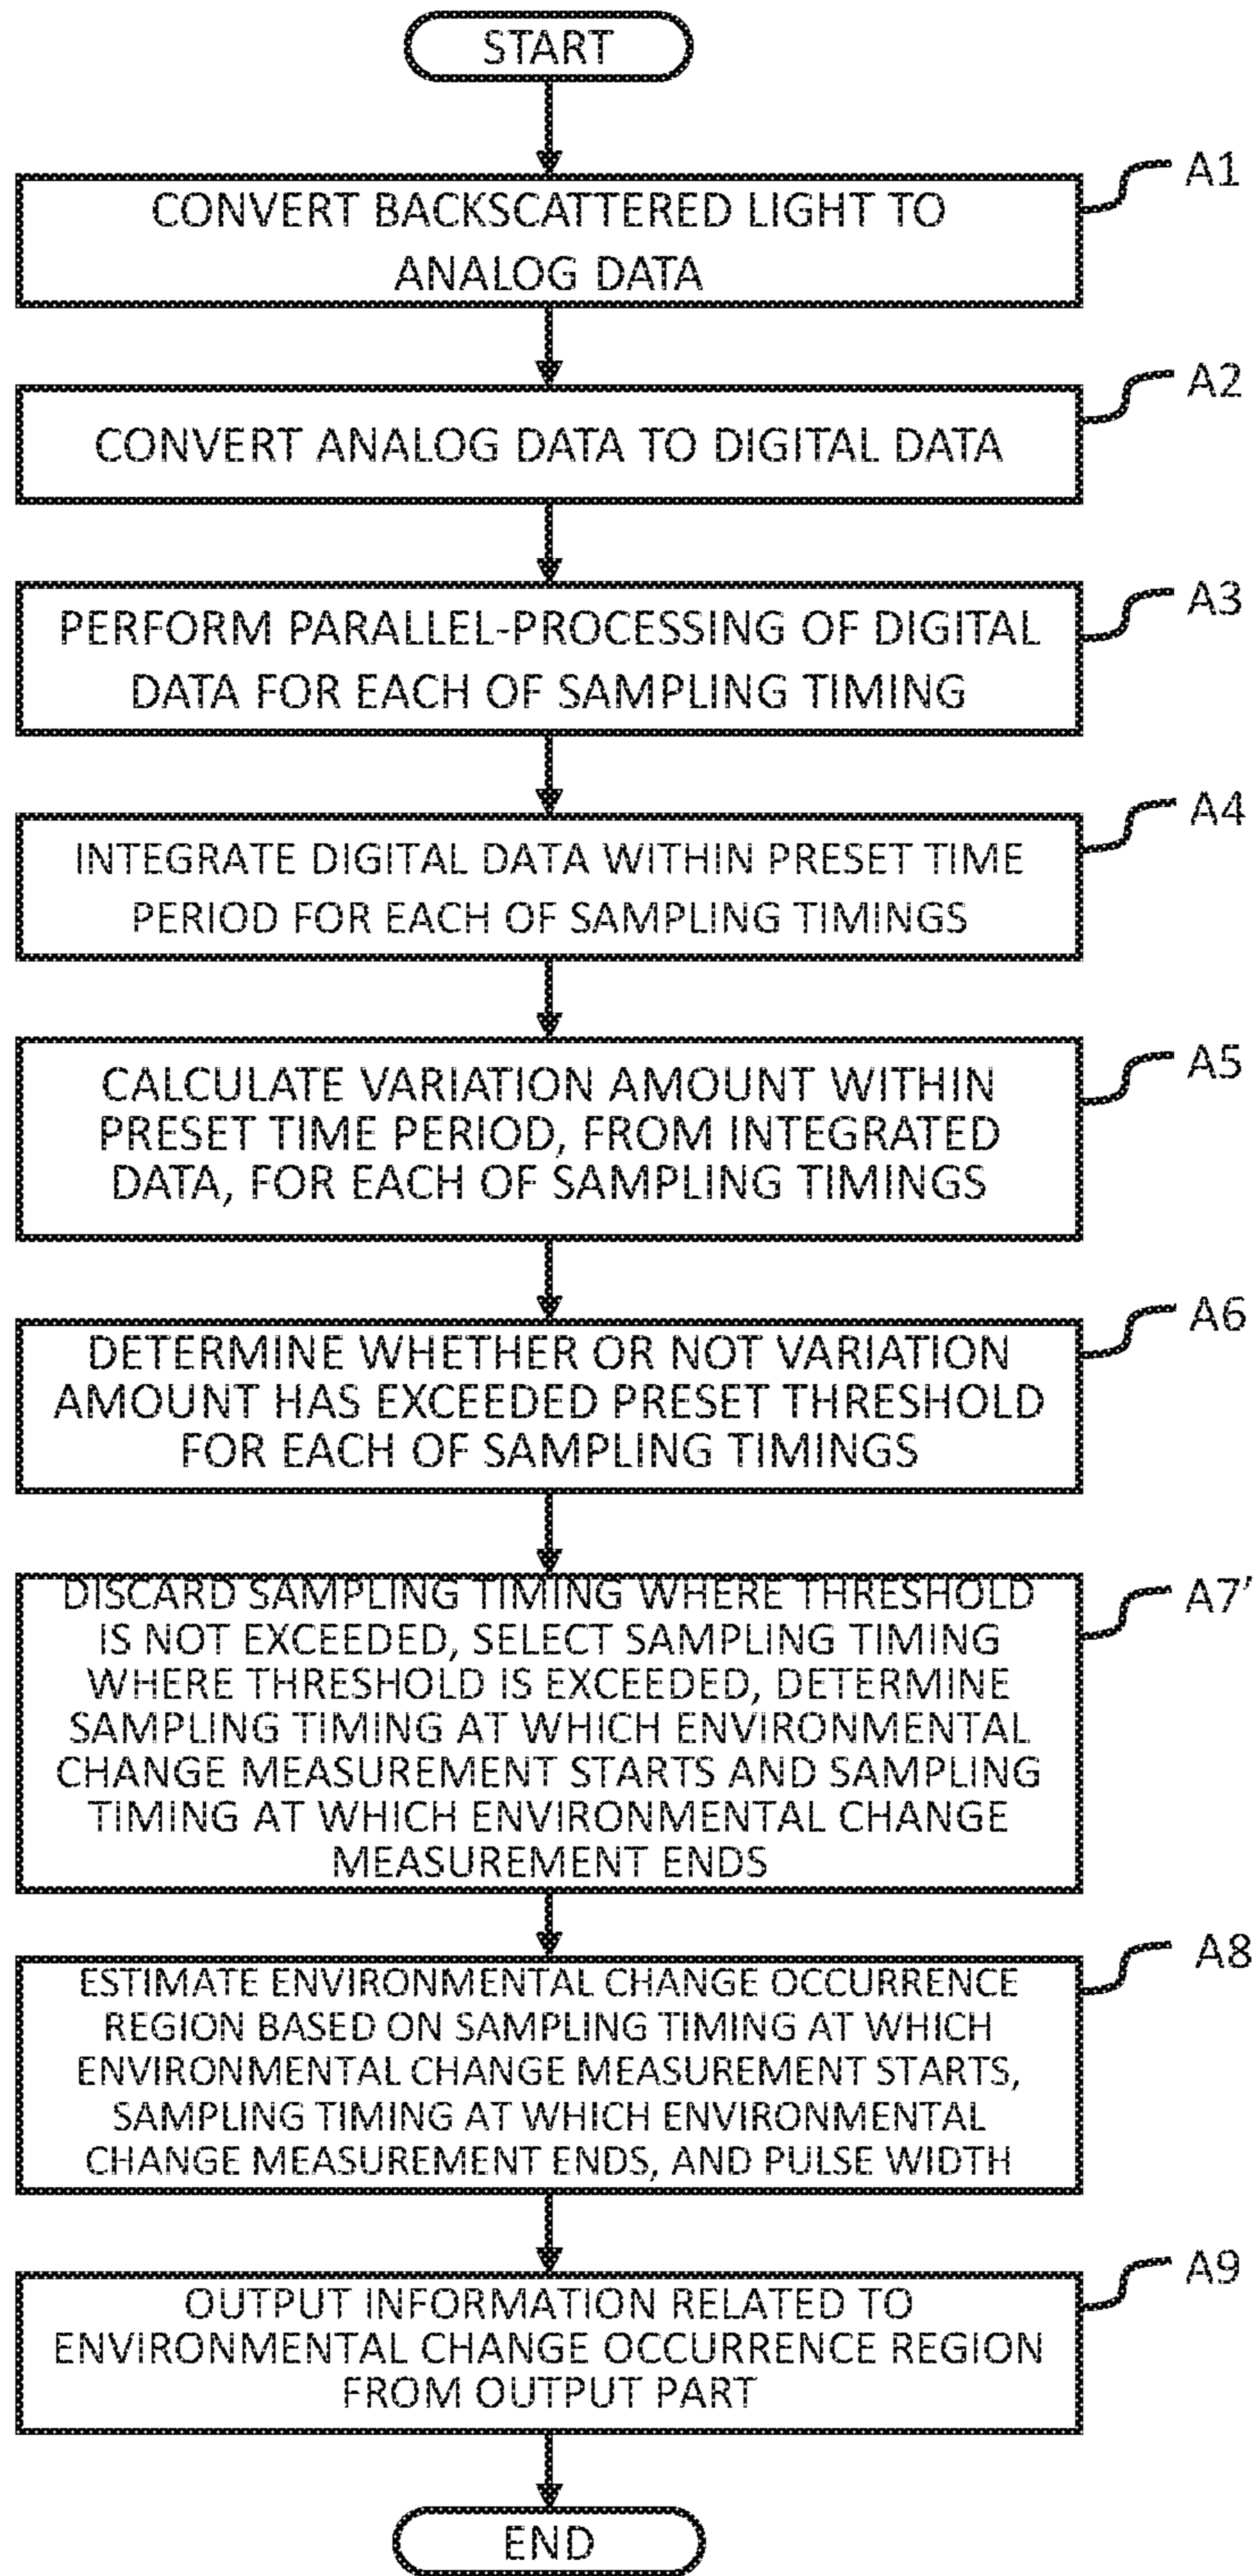 START
A1
CONVERT BACKSCATTERED LIGHT TO
ANALOG DATA
A2
CONVERT ANALOG DATA TO DIGITAL DATA
A3
PERFORM PARALLEL-PROCESSING OF DIGITAL
DATA FOR EACH OF SAMPLING TIMING
A4
INTEGRATE DIGITAL DATA WITHIN PRESET TIME
PERIOD FOR EACH OF SAMPLING TIMINGS
A5
CALCULATE VARIATION AMOUNT WITHIN
PRESET TIME PERIOD, FROM INTEGRATED
DATA, FOR EACH OF SAMPLING TIMINGS
A6
DETERMINE WHETHER OR NOT VARIATION
AMOUNT HAS EXCEEDED PRESET THRESHOLD
FOR EACH OF SAMPLING TIMINGS
A7'
DISCARD SAMPLING TIMING WHERE THRESHOLD
IS NOT EXCEEDED, SELECT SAMPLING TIMING
WHERE THRESHOLD IS EXCEEDED, DETERMINE
SAMPLING TIMING AT WHICH ENVIRONMENTAL
CHANGE MEASUREMENT STARTS AND SAMPLING
TIMING AT WHICH ENVIRONMENTAL CHANGE
MEASUREMENT ENDS
A8
ESTIMATE ENVIRONMENTAL CHANGE OCCURRENCE
REGION BASED ON SAMPLING TIMING AT WHICH
ENVIRONMENTAL CHANGE MEASUREMENT STARTS,
SAMPLING TIMING AT WHICH ENVIRONMENTAL
CHANGE MEASUREMENT ENDS, AND PULSE WIDTH
A9
OUTPUT INFORMATION RELATED TO
ENVIRONMENTAL CHANGE OCCURRENCE REGION
FROM OUTPUT PART
END